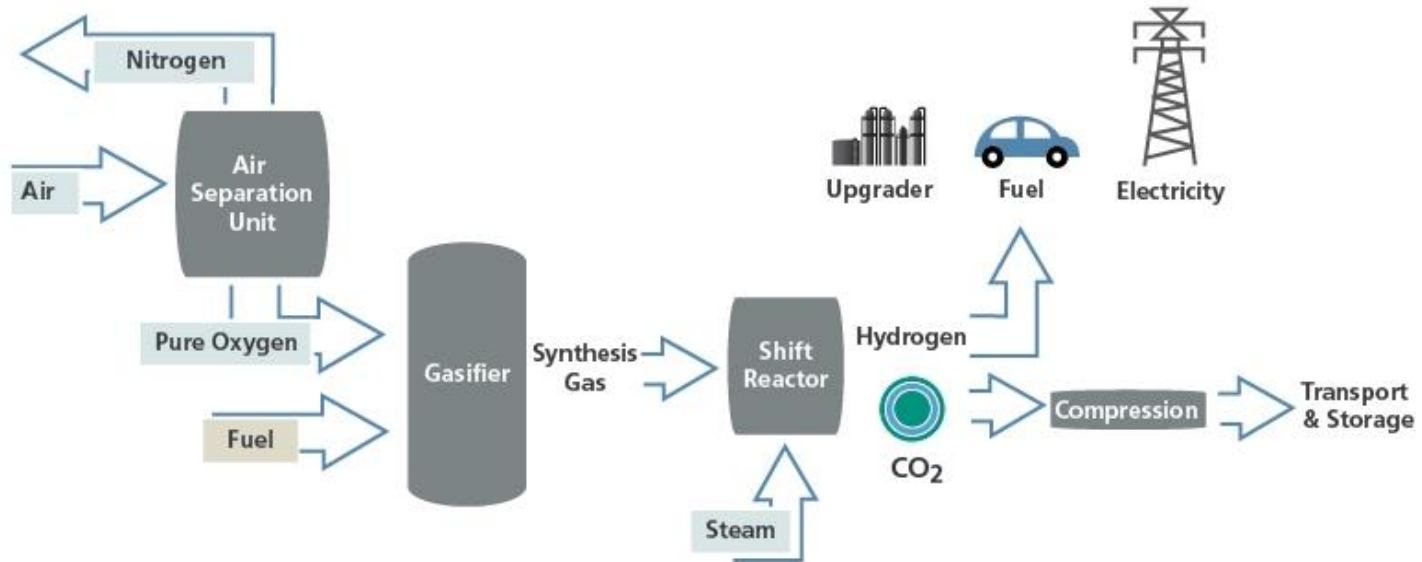 Nitrogen
Air
Air
Separation
Unit
Pure Oxygen
Fuel
Gasifier
Synthesis
Gas
Shift
Reactor
Steam
Hydrogen
CO2
Upgrader
Fuel
Electricity
Compression
Transport
& Storage